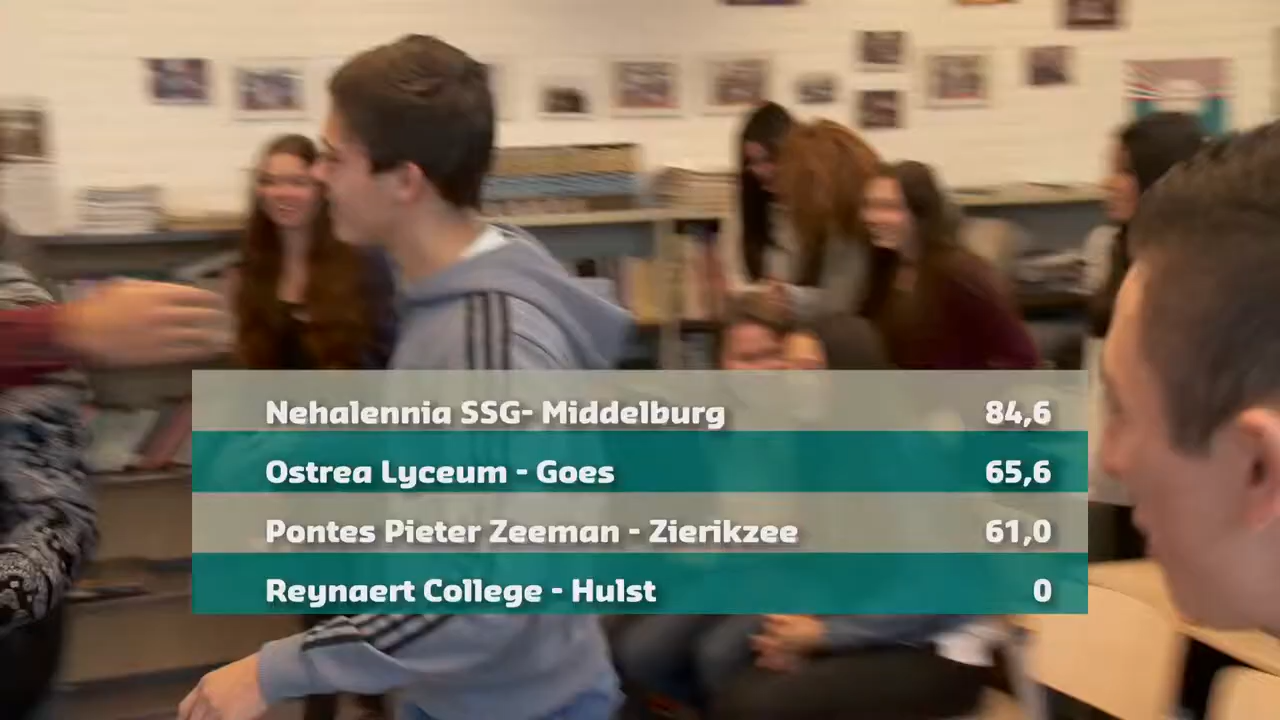 Nehalennia SSG- Middelburg 84,6
Ostrea Lyceum - Goes 65,6
Pontes Pieter Zeeman - Zierikzee 61,0
Reynaert College - Hulst 0